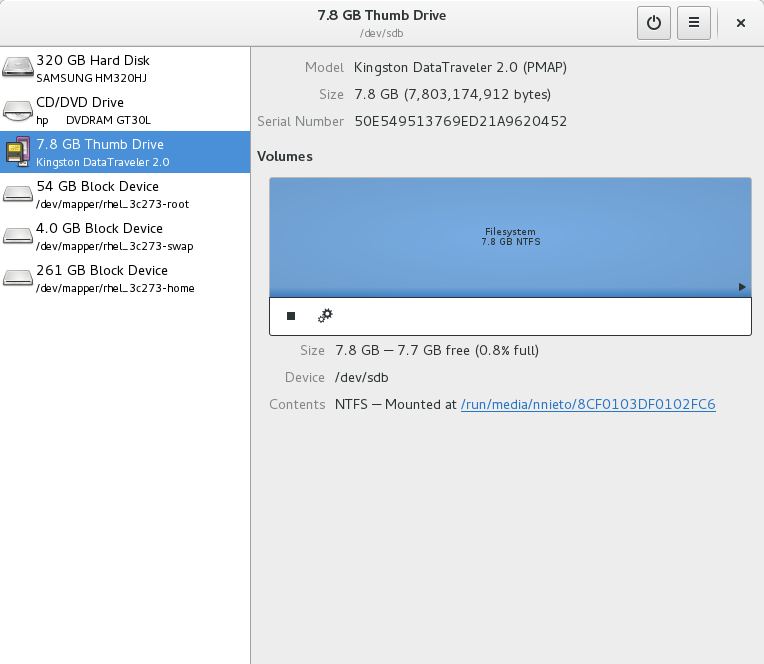 7.8 GB Thumb Drive
/dev/sdb
320 GB Hard Disk
SAMSUNG HM320HJ
CD/DVD Drive
hp DVDRAM GT30L
7.8 GB Thumb Drive
Kingston DataTraveler 2.0
54 GB Block Device
/dev/mapper/rhel_3c273-root
4.0 GB Block Device
/dev/mapper/rhel_3c273-swap
261 GB Block Device
/dev/mapper/rhel_3c273-home
Model Kingston DataTraveler 2.0 (PMAP)
Size 7.8 GB (7,803,174,912 bytes)
Serial Number 50E549513769ED21A9620452
Volumes
Filesystem
7.8 GB NTFS
Size 7.8 GB — 7.7 GB free (0.8% full)
Device /dev/sdb
Contents NTFS — Mounted at /run/media/nnieto/8CF0103DF0102FC6